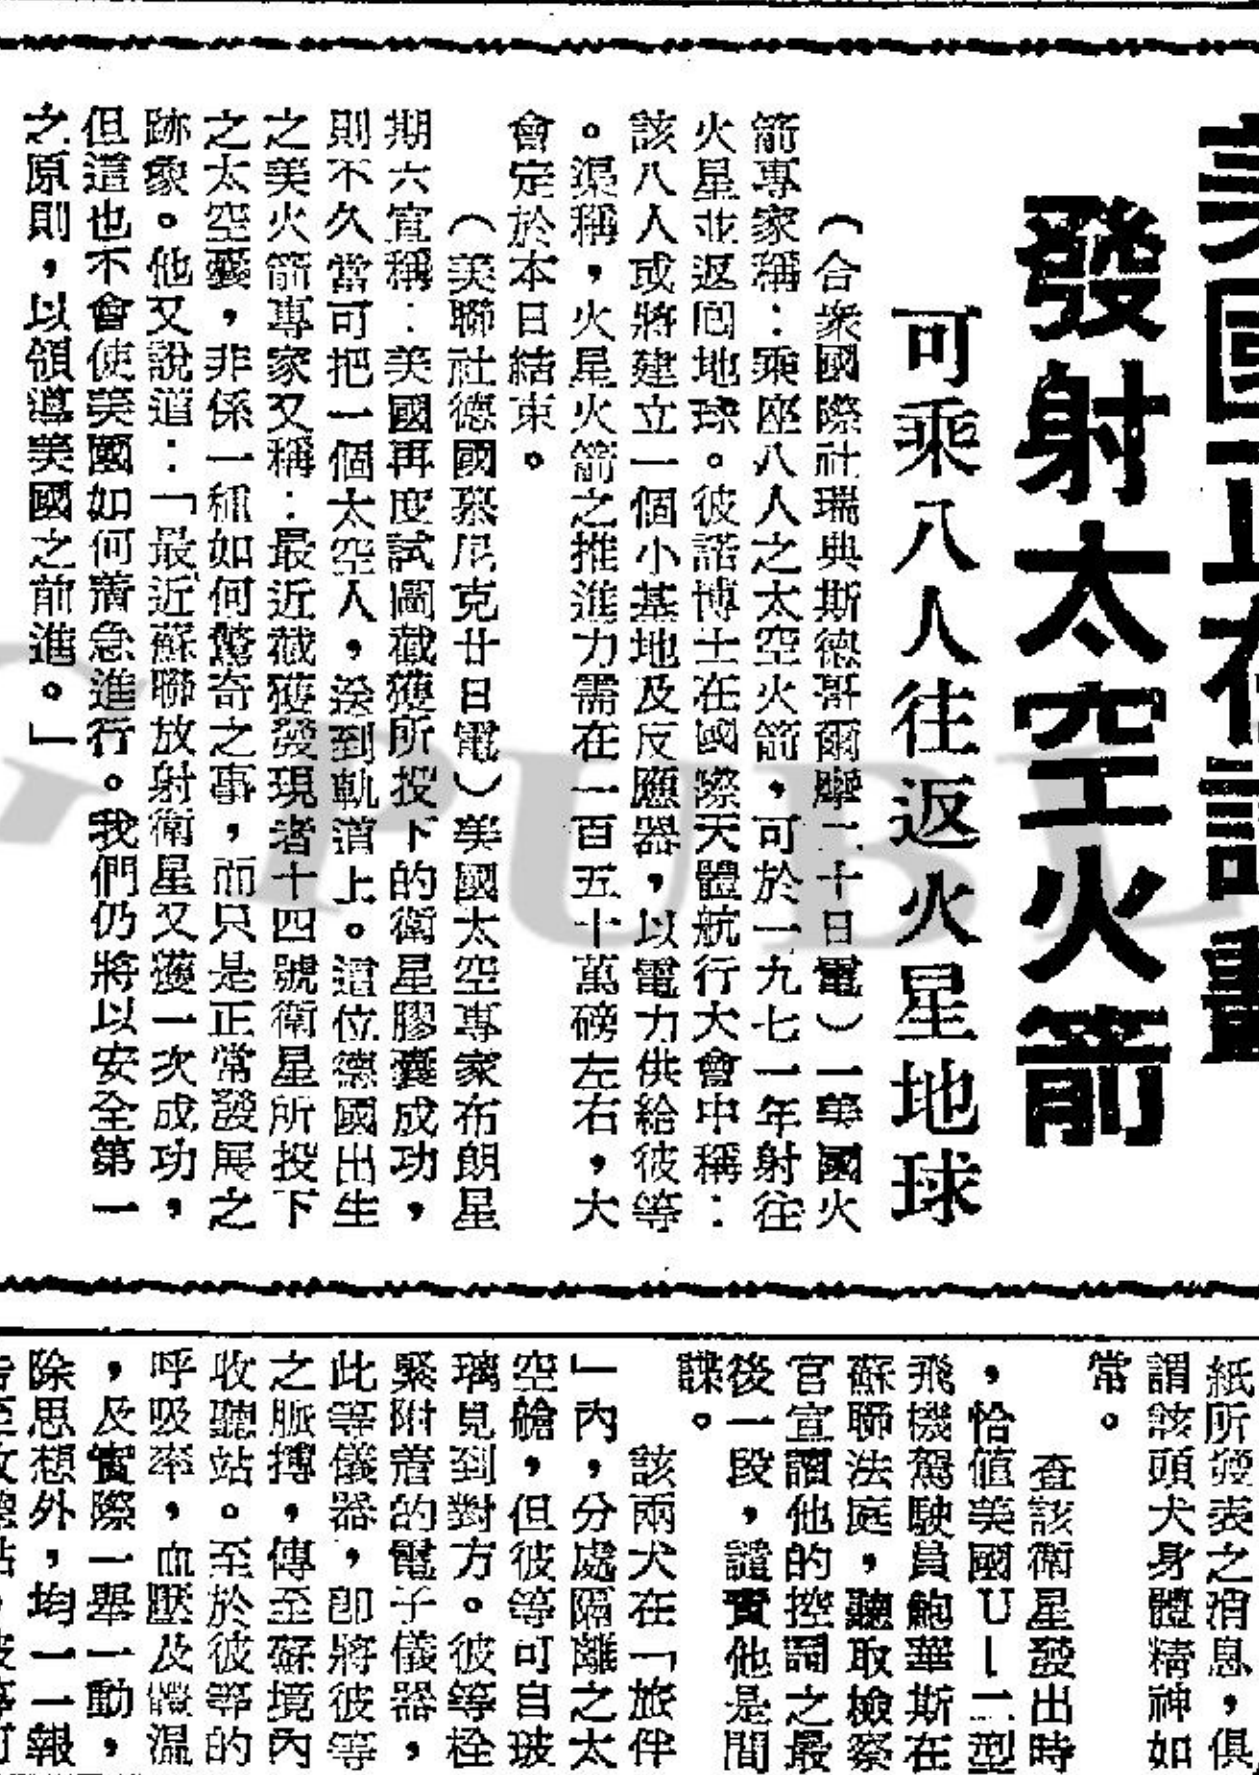 美國正在計畫
發射太空火箭
可乘八人往返火星地球
（合衆國際社瑞典斯德哥爾摩二十日電）一美國火
箭專家稱：乘座八人之太空火箭，可於一九七一年射往
火星並返囘地球。彼諾博士在國際天體航行大會中稱：
該八人或將建立一個小基地及反應器，以電力供給彼等
。渠稱，火星火箭之推進力需在一百五十萬磅左右，大
會定於本日結束。
（美聯社德國慕尼克廿日電）美國太空專家布朗星
期六宣稱：美國再度試圖截獲所投下的衛星膠囊成功，
則不久當可把一個太空人，送到軌道上。這位德國出生
之美火箭專家又稱：最近截獲發現者十四號衛星所投下
之太空囊，非係一種如何驚奇之事，而只是正常發展之
跡象。他又說道：「最近蘇聯放射衛星又獲一次成功，
但這也不會使美國如何着急進行。我們仍將以安全第一
之原則，以領導美國之前進。」
紙所發表之消息，俱
謂該頭犬身體精神如
常。
查該衛星發出時
，恰值美國U－二型
飛機駕駛員鮑華斯在
蘇聯法庭，聽取檢察
官宣讀他的控詞之最
後一段，證實他是間
諜。
該兩犬在「旅伴
」內，分處隔離之太
空艙，但彼等可自玻
璃見到對方。彼等栓
緊附着的電子儀器，
此等儀器，卽將彼等
之脈搏，傳至蘇境內
收聽站。至於彼等的
呼吸率，血壓及體温
，及實際一舉一動，
除思想外，均一一報